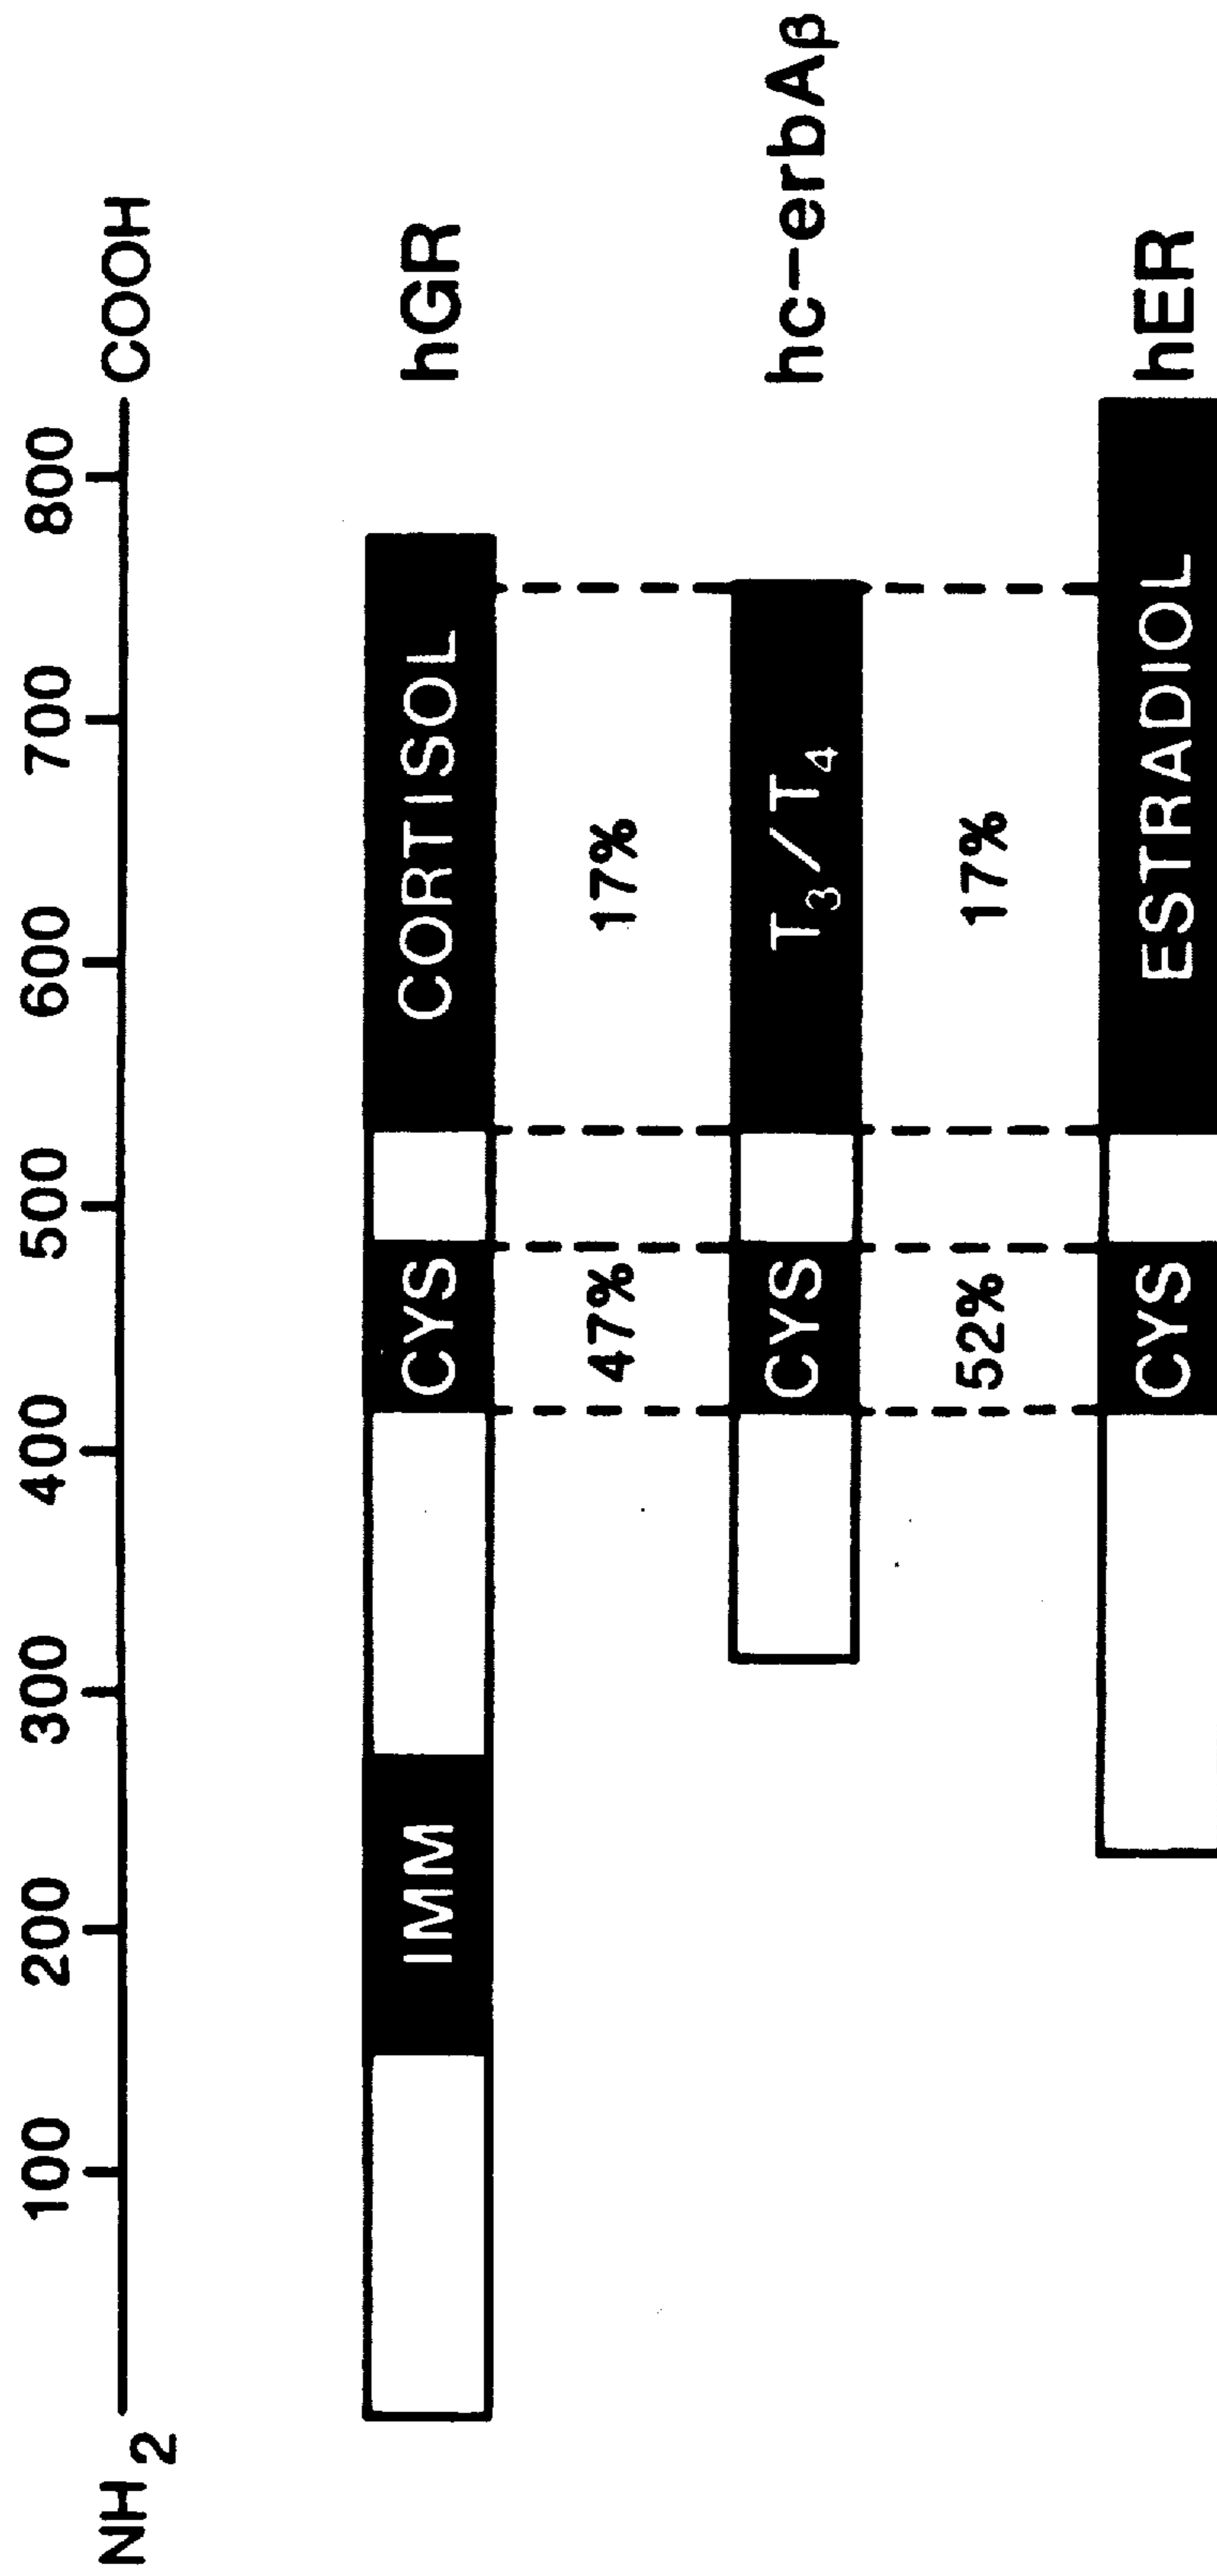 NH2 100 200 300 400 500 600 700 800 COOH
IMM CYS CORTISOL hGR
47% 17%
CYS T3/T4 hc-erbAβ
52% 17%
CYS ESTRADIOL hER